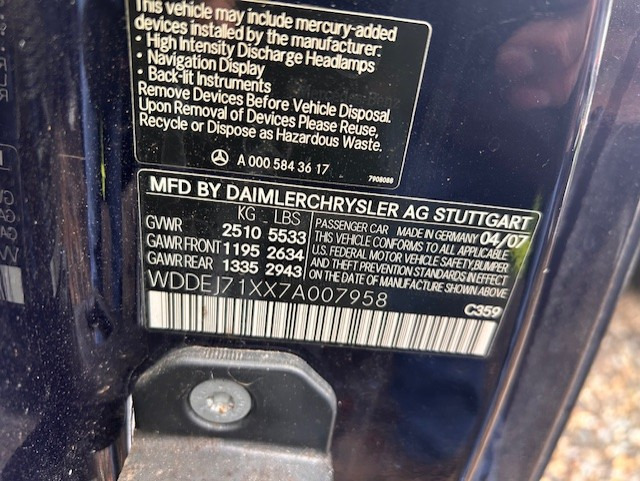 This vehicle may include mercury-added
devices installed by the manufacturer:
• High Intensity Discharge Headlamps
• Navigation Display
• Back-lit Instruments
Remove Devices Before Vehicle Disposal.
Upon Removal of Devices Please Reuse,
Recycle or Dispose as Hazardous Waste.
A 000 584 36 17
7908088
MFD BY DAIMLERCHRYSLER AG STUTTGART
KG - LBS
GVWR 2510 5533
GAWR FRONT 1195 2634
GAWR REAR 1335 2943
PASSENGER CAR MADE IN GERMANY 04/07
THIS VEHICLE CONFORMS TO ALL APPLICABLE
U.S. FEDERAL MOTOR VEHICLE SAFETY, BUMPER
AND THEFT PREVENTION STANDARDS IN EFFECT
ON THE DATE OF MANUFACTURE SHOWN ABOVE.
WDDEJ71XX7A007958
C359